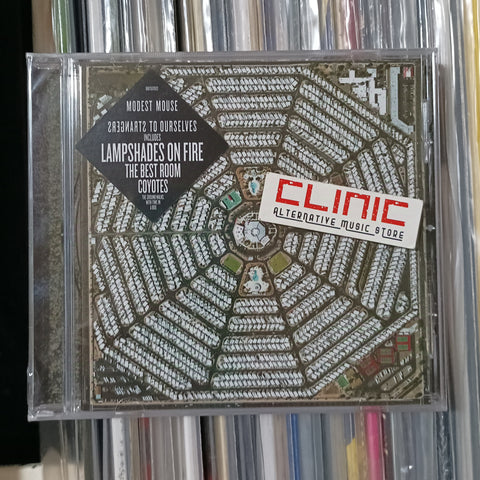 MODEST MOUSE
STRANGERS TO OURSELVES
INCLUDES
LAMPSHADES ON FIRE
THE BEST ROOM
COYOTES
CLINIC
ALTERNATIVE MUSIC STORE